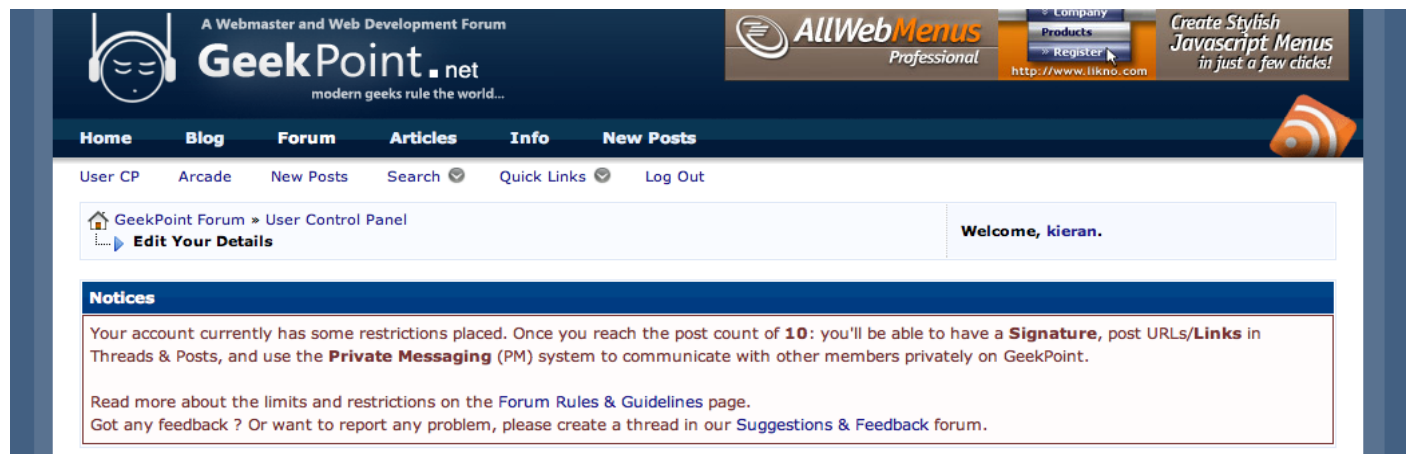 A Webmaster and Web Development Forum
GeekPoint.net
modern geeks rule the world...
AllWebMenus
Professional
» Company
Products
» Register
http://www.likno.com
Create Stylish
Javascript Menus
in just a few clicks!
Home Blog Forum Articles Info New Posts
User CP Arcade New Posts Search Quick Links Log Out
GeekPoint Forum » User Control Panel
Edit Your Details
Welcome, kieran.
Notices
Your account currently has some restrictions placed. Once you reach the post count of 10: you'll be able to have a Signature, post URLs/Links in
Threads & Posts, and use the Private Messaging (PM) system to communicate with other members privately on GeekPoint.
Read more about the limits and restrictions on the Forum Rules & Guidelines page.
Got any feedback ? Or want to report any problem, please create a thread in our Suggestions & Feedback forum.